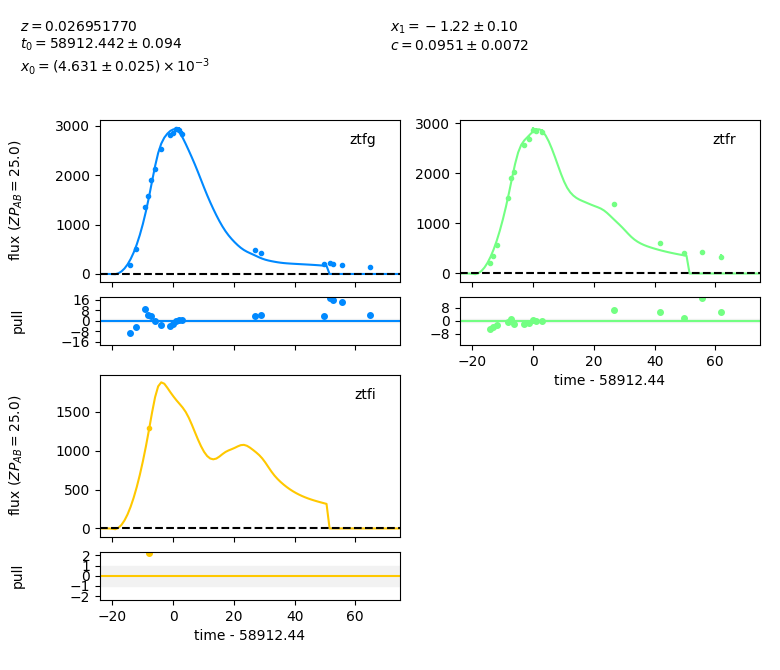 z = 0.026951770
t₀ = 58912.442 ± 0.094
x₀ = (4.631 ± 0.025) × 10⁻³
x₁ = −1.22 ± 0.10
c = 0.0951 ± 0.0072
flux (ZP_AB = 25.0)
3000
2000
1000
0
ztfg
3000
2000
1000
0
ztfr
pull
16
8
0
−8
−16
8
0
−8
−20 0 20 40 60
time - 58912.44
flux (ZP_AB = 25.0)
1500
1000
500
0
ztfi
pull
2
1
0
−1
−2
−20 0 20 40 60
time - 58912.44